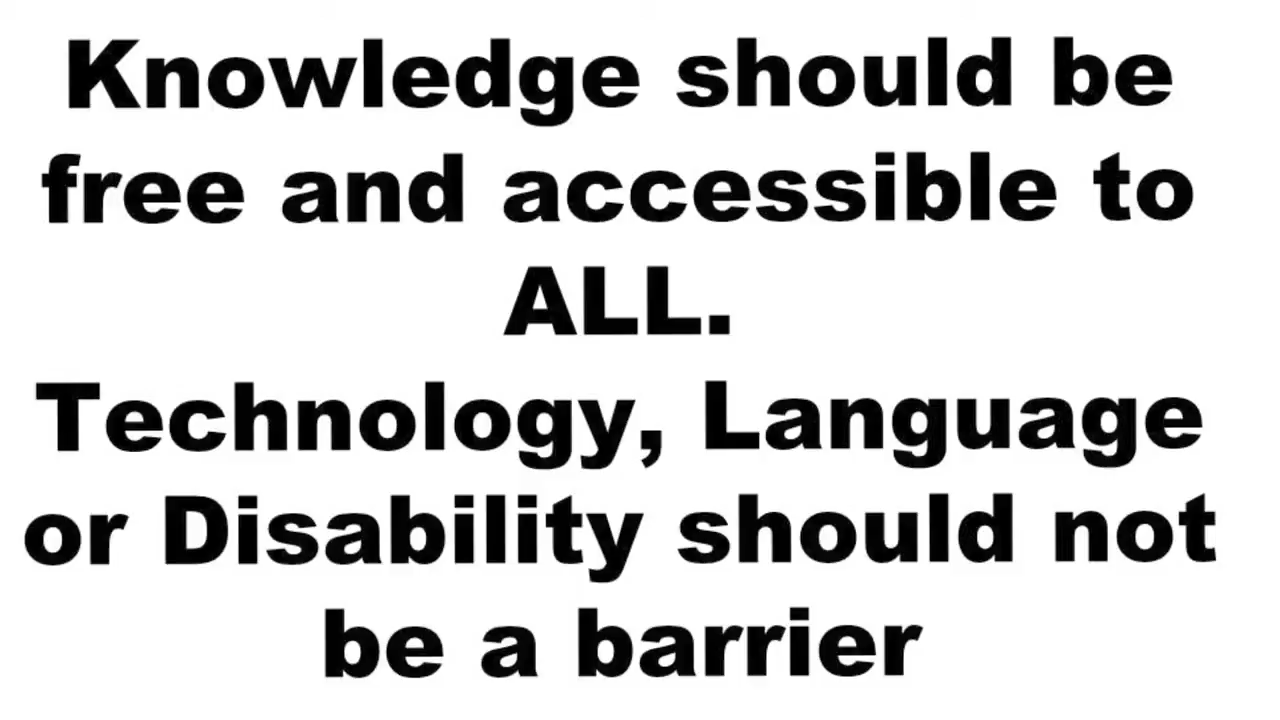 Knowledge should be
free and accessible to
ALL.
Technology, Language
or Disability should not
be a barrier